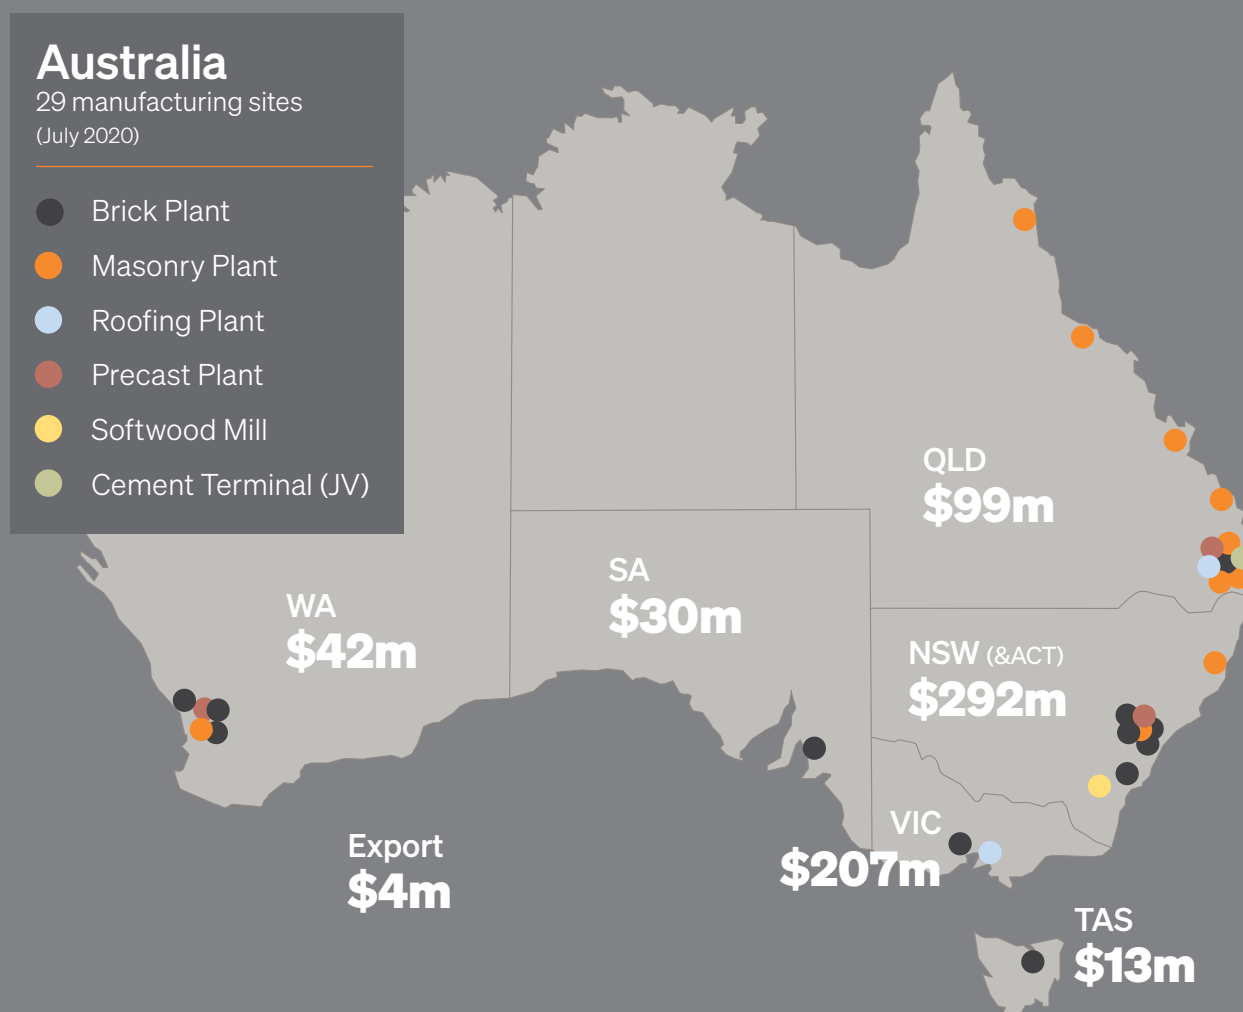 Australia
29 manufacturing sites
(July 2020)
Brick Plant
Masonry Plant
Roofing Plant
Precast Plant
Softwood Mill
Cement Terminal (JV)
QLD
$99m
SA
$30m
WA
$42m
NSW (&ACT)
$292m
VIC
$207m
Export
$4m
TAS
$13m